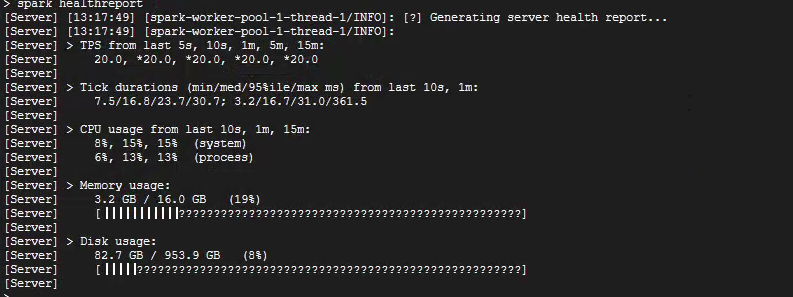 > spark healthreport
[Server] [13:17:49] [spark-worker-pool-1-thread-1/INFO]: [?] Generating server health report...
[Server] [13:17:49] [spark-worker-pool-1-thread-1/INFO]:
[Server] > TPS from last 5s, 10s, 1m, 5m, 15m:
[Server]     20.0, *20.0, *20.0, *20.0, *20.0
[Server]
[Server] > Tick durations (min/med/95%ile/max ms) from last 10s, 1m:
[Server]     7.5/16.8/23.7/30.7; 3.2/16.7/31.0/361.5
[Server]
[Server] > CPU usage from last 10s, 1m, 15m:
[Server]     8%, 15%, 15%  (system)
[Server]     6%, 13%, 13%  (process)
[Server]
[Server] > Memory usage:
[Server]     3.2 GB / 16.0 GB   (19%)
[Server]     [┃┃┃┃┃┃┃┃┃┃┃?????????????????????????????????????????????????]
[Server]
[Server] > Disk usage:
[Server]     82.7 GB / 953.9 GB   (8%)
[Server]     [┃┃┃┃┃???????????????????????????????????????????????????????]
[Server]
>